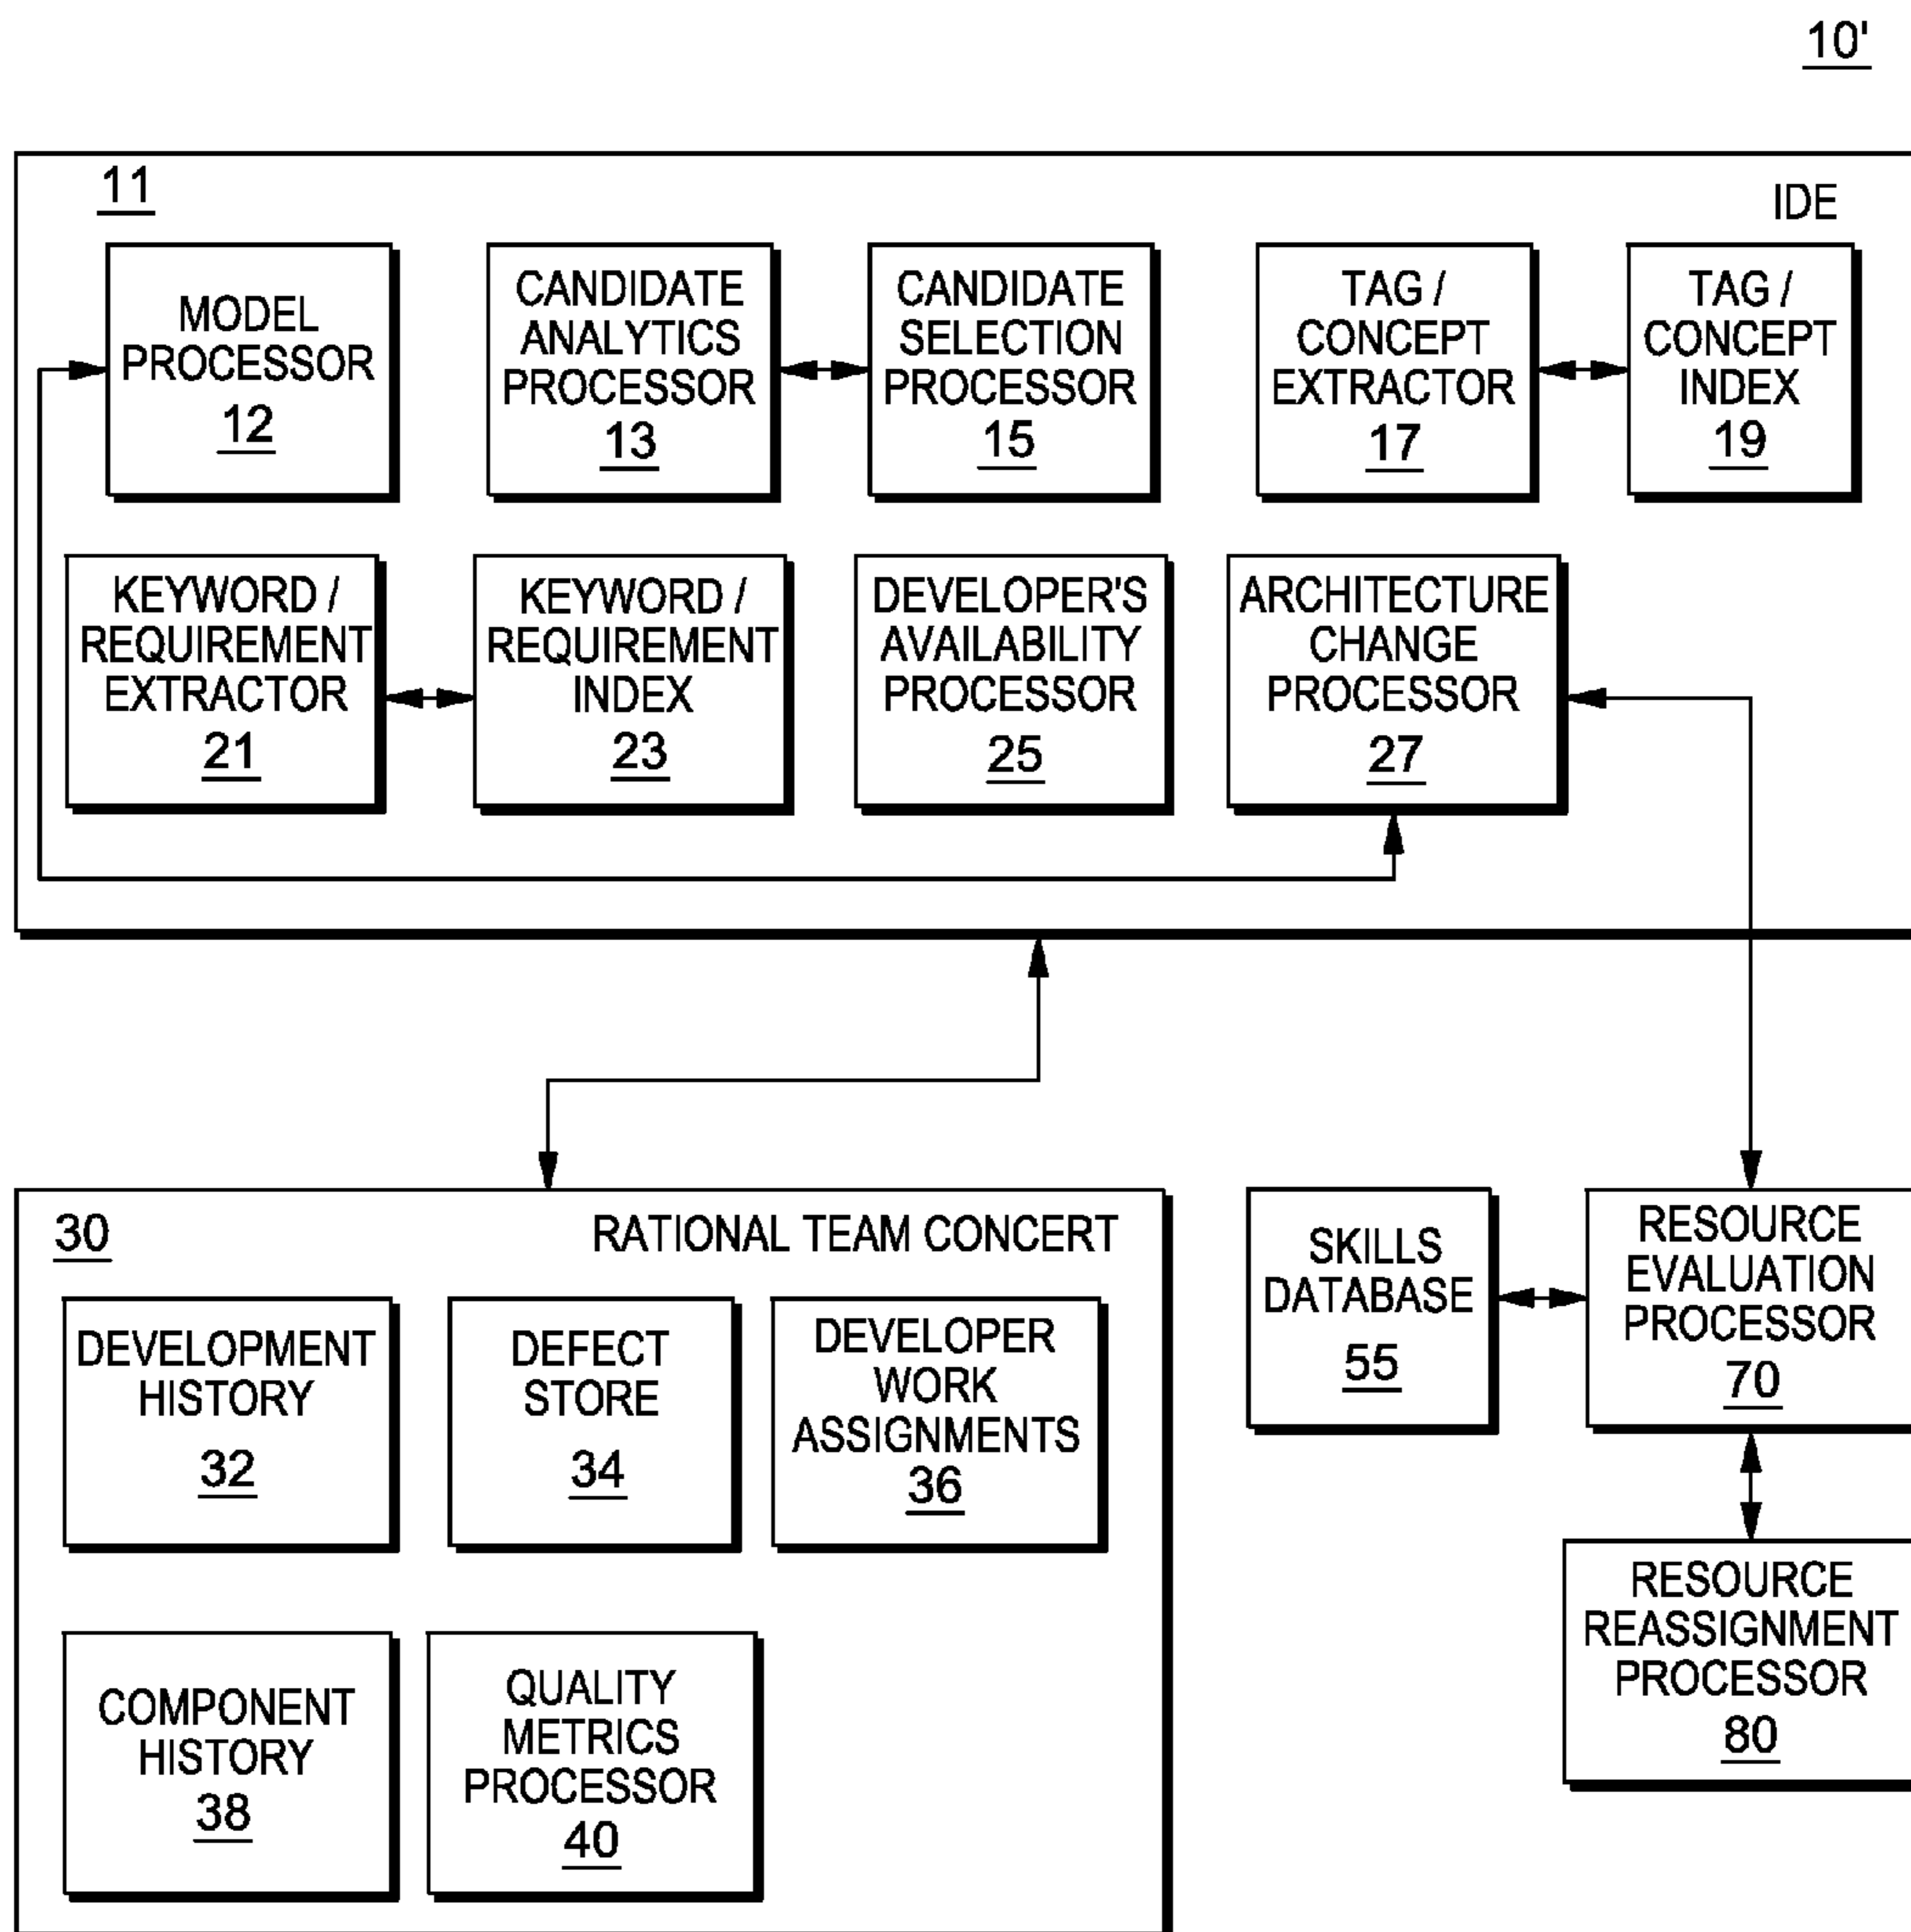 10'
11
IDE
MODEL
PROCESSOR
12
CANDIDATE
ANALYTICS
PROCESSOR
13
CANDIDATE
SELECTION
PROCESSOR
15
TAG /
CONCEPT
EXTRACTOR
17
TAG /
CONCEPT
INDEX
19
KEYWORD /
REQUIREMENT
EXTRACTOR
21
KEYWORD /
REQUIREMENT
INDEX
23
DEVELOPER'S
AVAILABILITY
PROCESSOR
25
ARCHITECTURE
CHANGE
PROCESSOR
27
30
RATIONAL TEAM CONCERT
DEVELOPMENT
HISTORY
32
DEFECT
STORE
34
DEVELOPER
WORK
ASSIGNMENTS
36
COMPONENT
HISTORY
38
QUALITY
METRICS
PROCESSOR
40
SKILLS
DATABASE
55
RESOURCE
EVALUATION
PROCESSOR
70
RESOURCE
REASSIGNMENT
PROCESSOR
80